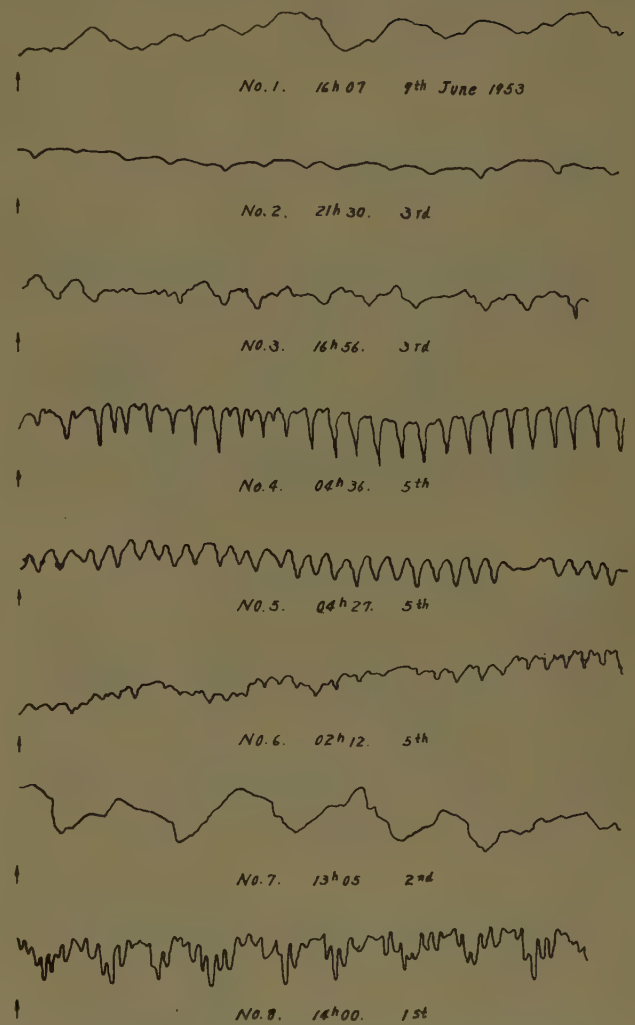 No. 1. 16h 07 9th June 1953
No. 2. 21h 30. 3rd
No. 3. 16h 56. 3rd
No. 4. 04h 36. 5th
No. 5. 04h 27. 5th
No. 6. 02h 12. 5th
No. 7. 13h 05 2nd
No. 8. 14h 00. 1st